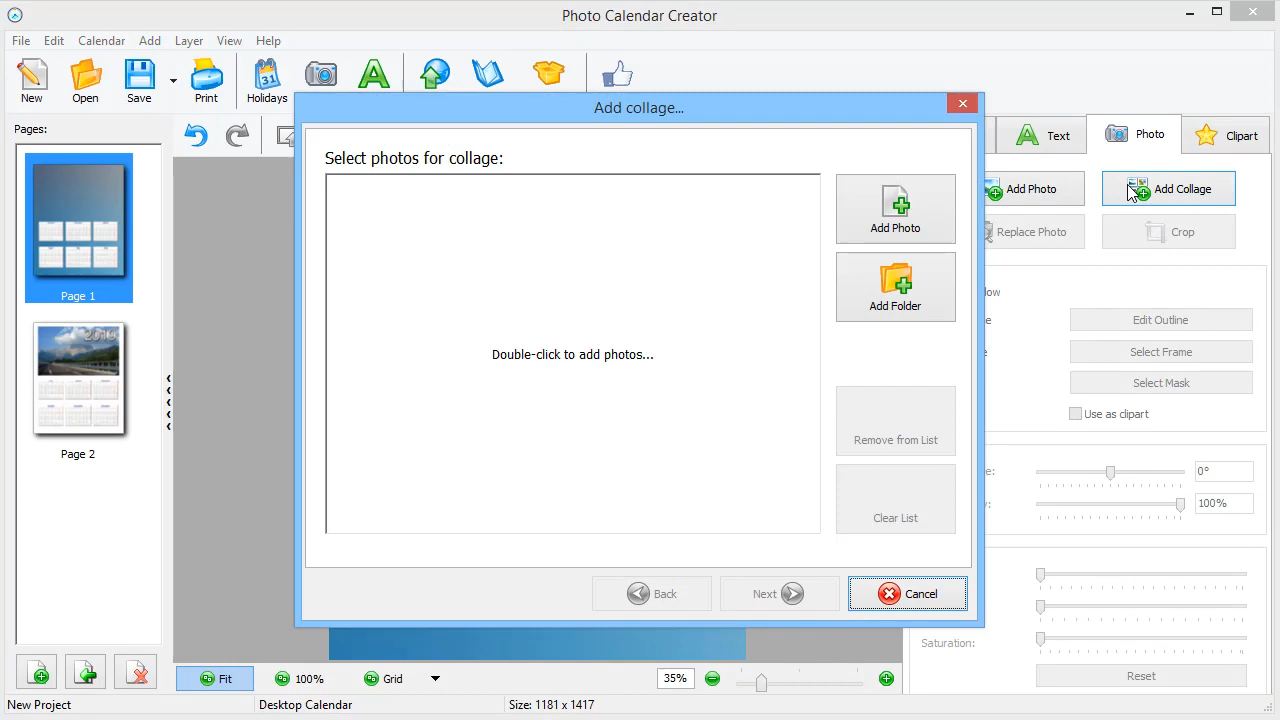 Photo Calendar Creator
File Edit Calendar Add Layer View Help
New Open Save Print Holidays
31
Pages:
Text Photo Clipart
Page 1
2016
Page 2
Add collage...
Select photos for collage:
Double-click to add photos...
Add Photo
Add Folder
Remove from List
Clear List
Back Next Cancel
Add Photo Add Collage
Replace Photo Crop
Edit Outline
Select Frame
Select Mask
Use as clipart
0°
100%
Saturation:
Reset
Fit 100% Grid 35%
New Project Desktop Calendar Size: 1181 x 1417